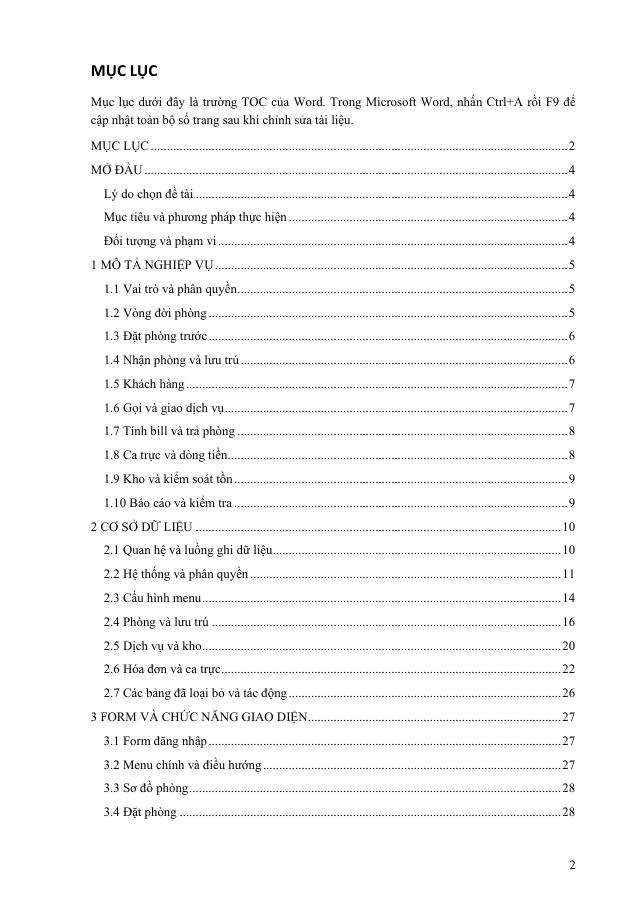 MỤC LỤC
Mục lục dưới đây là trường TOC của Word. Trong Microsoft Word, nhấn Ctrl+A rồi F9 để
cập nhật toàn bộ số trang sau khi chỉnh sửa tài liệu.
MỤC LỤC ..... 2
MỞ ĐẦU ..... 4
Lý do chọn đề tài ..... 4
Mục tiêu và phương pháp thực hiện ..... 4
Đối tượng và phạm vi ..... 4
1 MÔ TẢ NGHIỆP VỤ ..... 5
1.1 Vai trò và phân quyền ..... 5
1.2 Vòng đời phòng ..... 5
1.3 Đặt phòng trước ..... 6
1.4 Nhận phòng và lưu trú ..... 6
1.5 Khách hàng ..... 7
1.6 Gọi và giao dịch vụ ..... 7
1.7 Tính bill và trả phòng ..... 8
1.8 Ca trực và dòng tiền ..... 8
1.9 Kho và kiểm soát tồn ..... 9
1.10 Báo cáo và kiểm tra ..... 9
2 CƠ SỞ DỮ LIỆU ..... 10
2.1 Quan hệ và luồng ghi dữ liệu ..... 10
2.2 Hệ thống và phân quyền ..... 11
2.3 Cấu hình menu ..... 14
2.4 Phòng và lưu trú ..... 16
2.5 Dịch vụ và kho ..... 20
2.6 Hóa đơn và ca trực ..... 22
2.7 Các bảng đã loại bỏ và tác động ..... 26
3 FORM VÀ CHỨC NĂNG GIAO DIỆN ..... 27
3.1 Form đăng nhập ..... 27
3.2 Menu chính và điều hướng ..... 27
3.3 Sơ đồ phòng ..... 28
3.4 Đặt phòng ..... 28
2